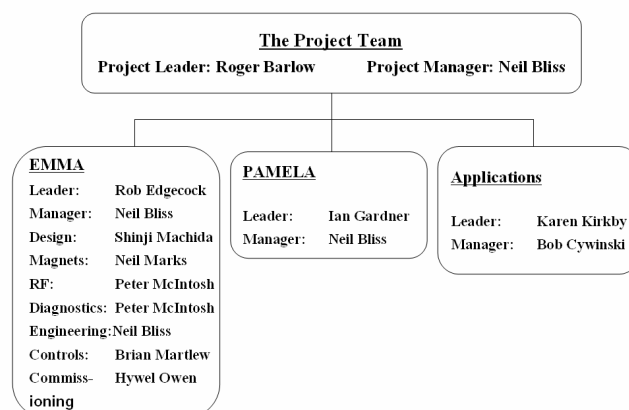 The Project Team
Project Leader: Roger Barlow Project Manager: Neil Bliss
EMMA
Leader: Rob Edgecock
Manager: Neil Bliss
Design: Shinji Machida
Magnets: Neil Marks
RF: Peter McIntosh
Diagnostics: Peter McIntosh
Engineering:Neil Bliss
Controls: Brian Martlew
Commiss- Hywel Owen
ioning
PAMELA
Leader: Ian Gardner
Manager: Neil Bliss
Applications
Leader: Karen Kirkby
Manager: Bob Cywinski